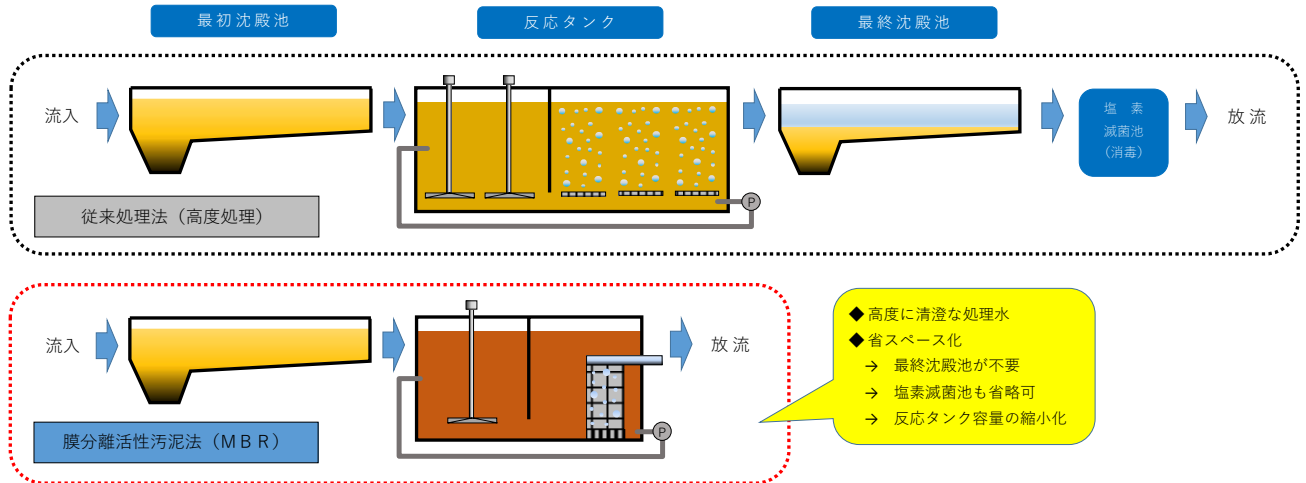 最初沈殿池
反応タンク
最終沈殿池
流入
塩 素
滅菌池
(消毒)
放流
P
従来処理法（高度処理）
流入
放流
P
膜分離活性汚泥法（ＭＢＲ）
◆ 高度に清澄な処理水
◆ 省スペース化
→ 最終沈殿池が不要
→ 塩素滅菌池も省略可
→ 反応タンク容量の縮小化